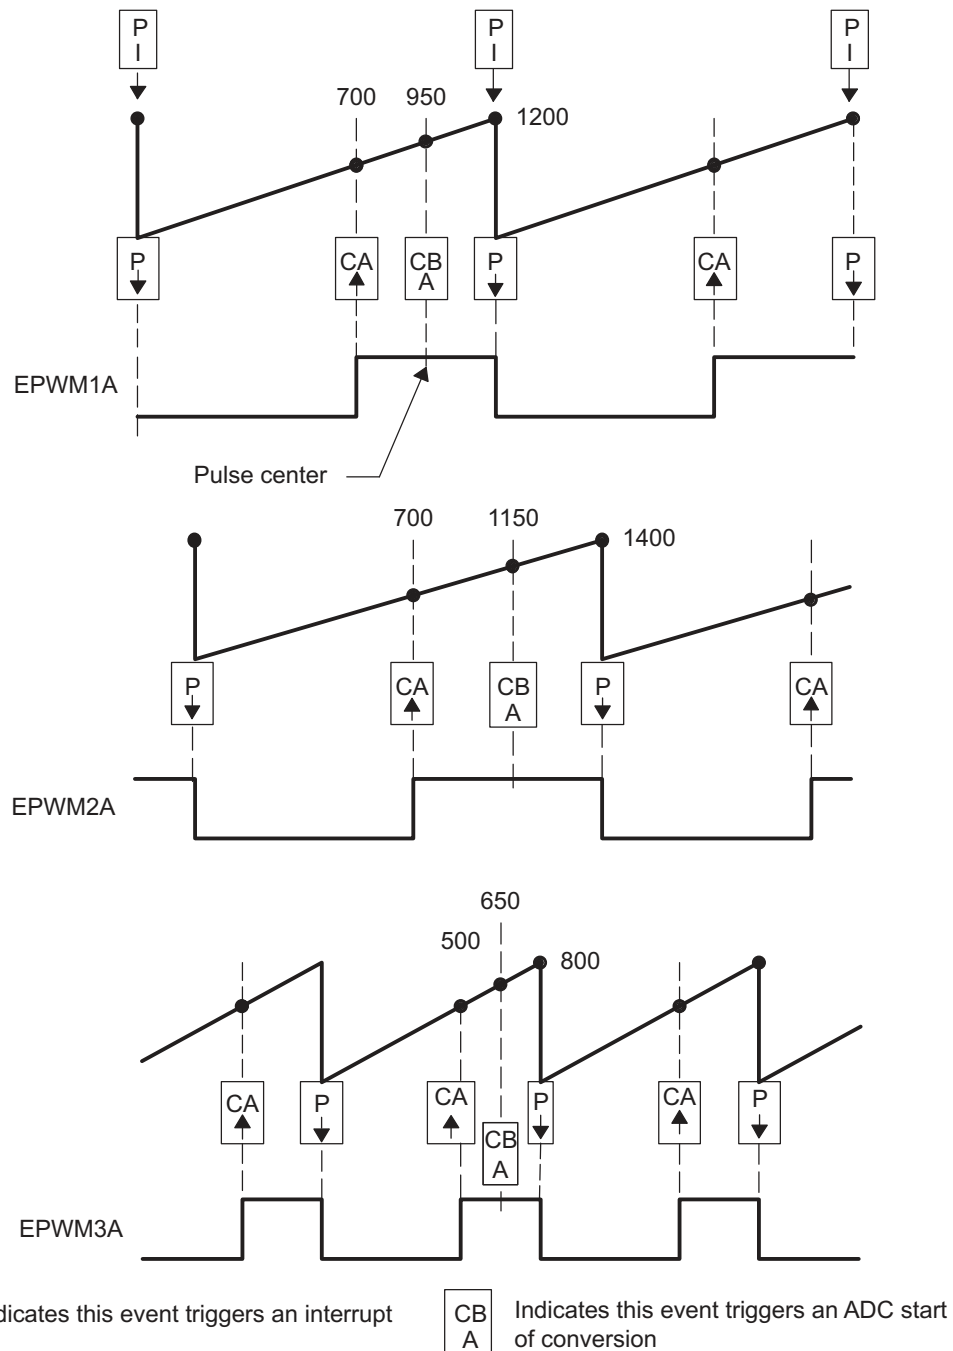 P
I
P
I
P
I
700 950
1200
P
CA
CB
A
P
CA
P
EPWM1A
Pulse center
700 1150
1400
P
CA
CB
A
P
CA
EPWM2A
650
500
800
CA
P
CA
CB
A
P
CA
P
EPWM3A
dicates this event triggers an interrupt
CB
A
Indicates this event triggers an ADC start
of conversion